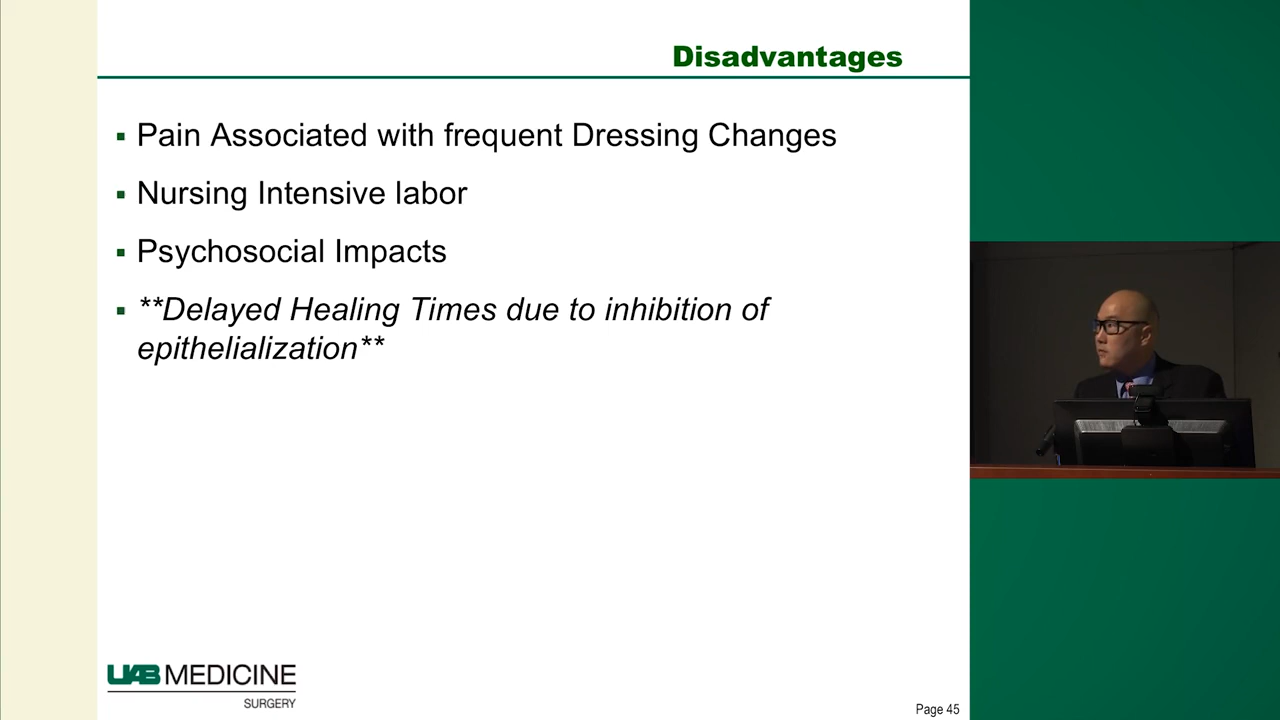 Disadvantages
▪ Pain Associated with frequent Dressing Changes
▪ Nursing Intensive labor
▪ Psychosocial Impacts
▪ **Delayed Healing Times due to inhibition of
epithelialization**
UAB MEDICINE
SURGERY
Page 45